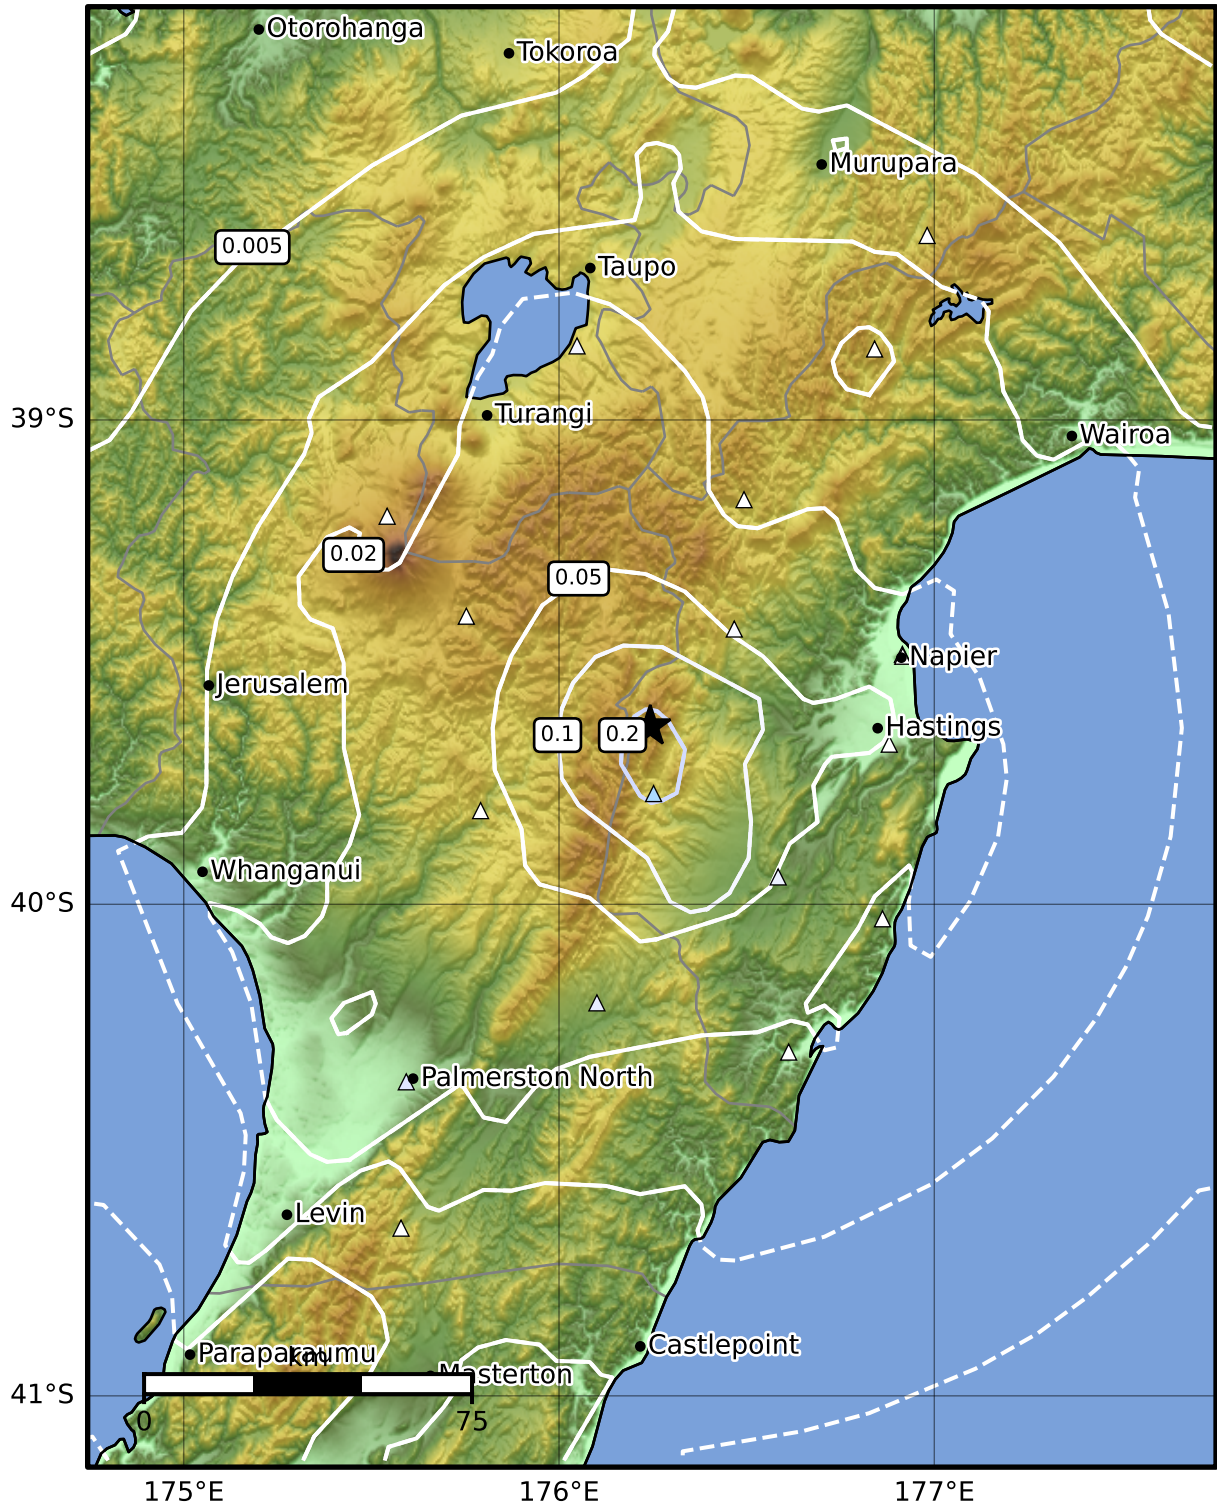 Otorohanga
Tokoroa
Murupara
0.005
Taupo
39°S
Turangi
Wairoa
0.02
0.05
Napier
Jerusalem
Hastings
0.1
0.2
Whanganui
40°S
Palmerston North
Levin
Castlepoint
Paraparaumu
km
Masterton
41°S
0
75
175°E
176°E
177°E